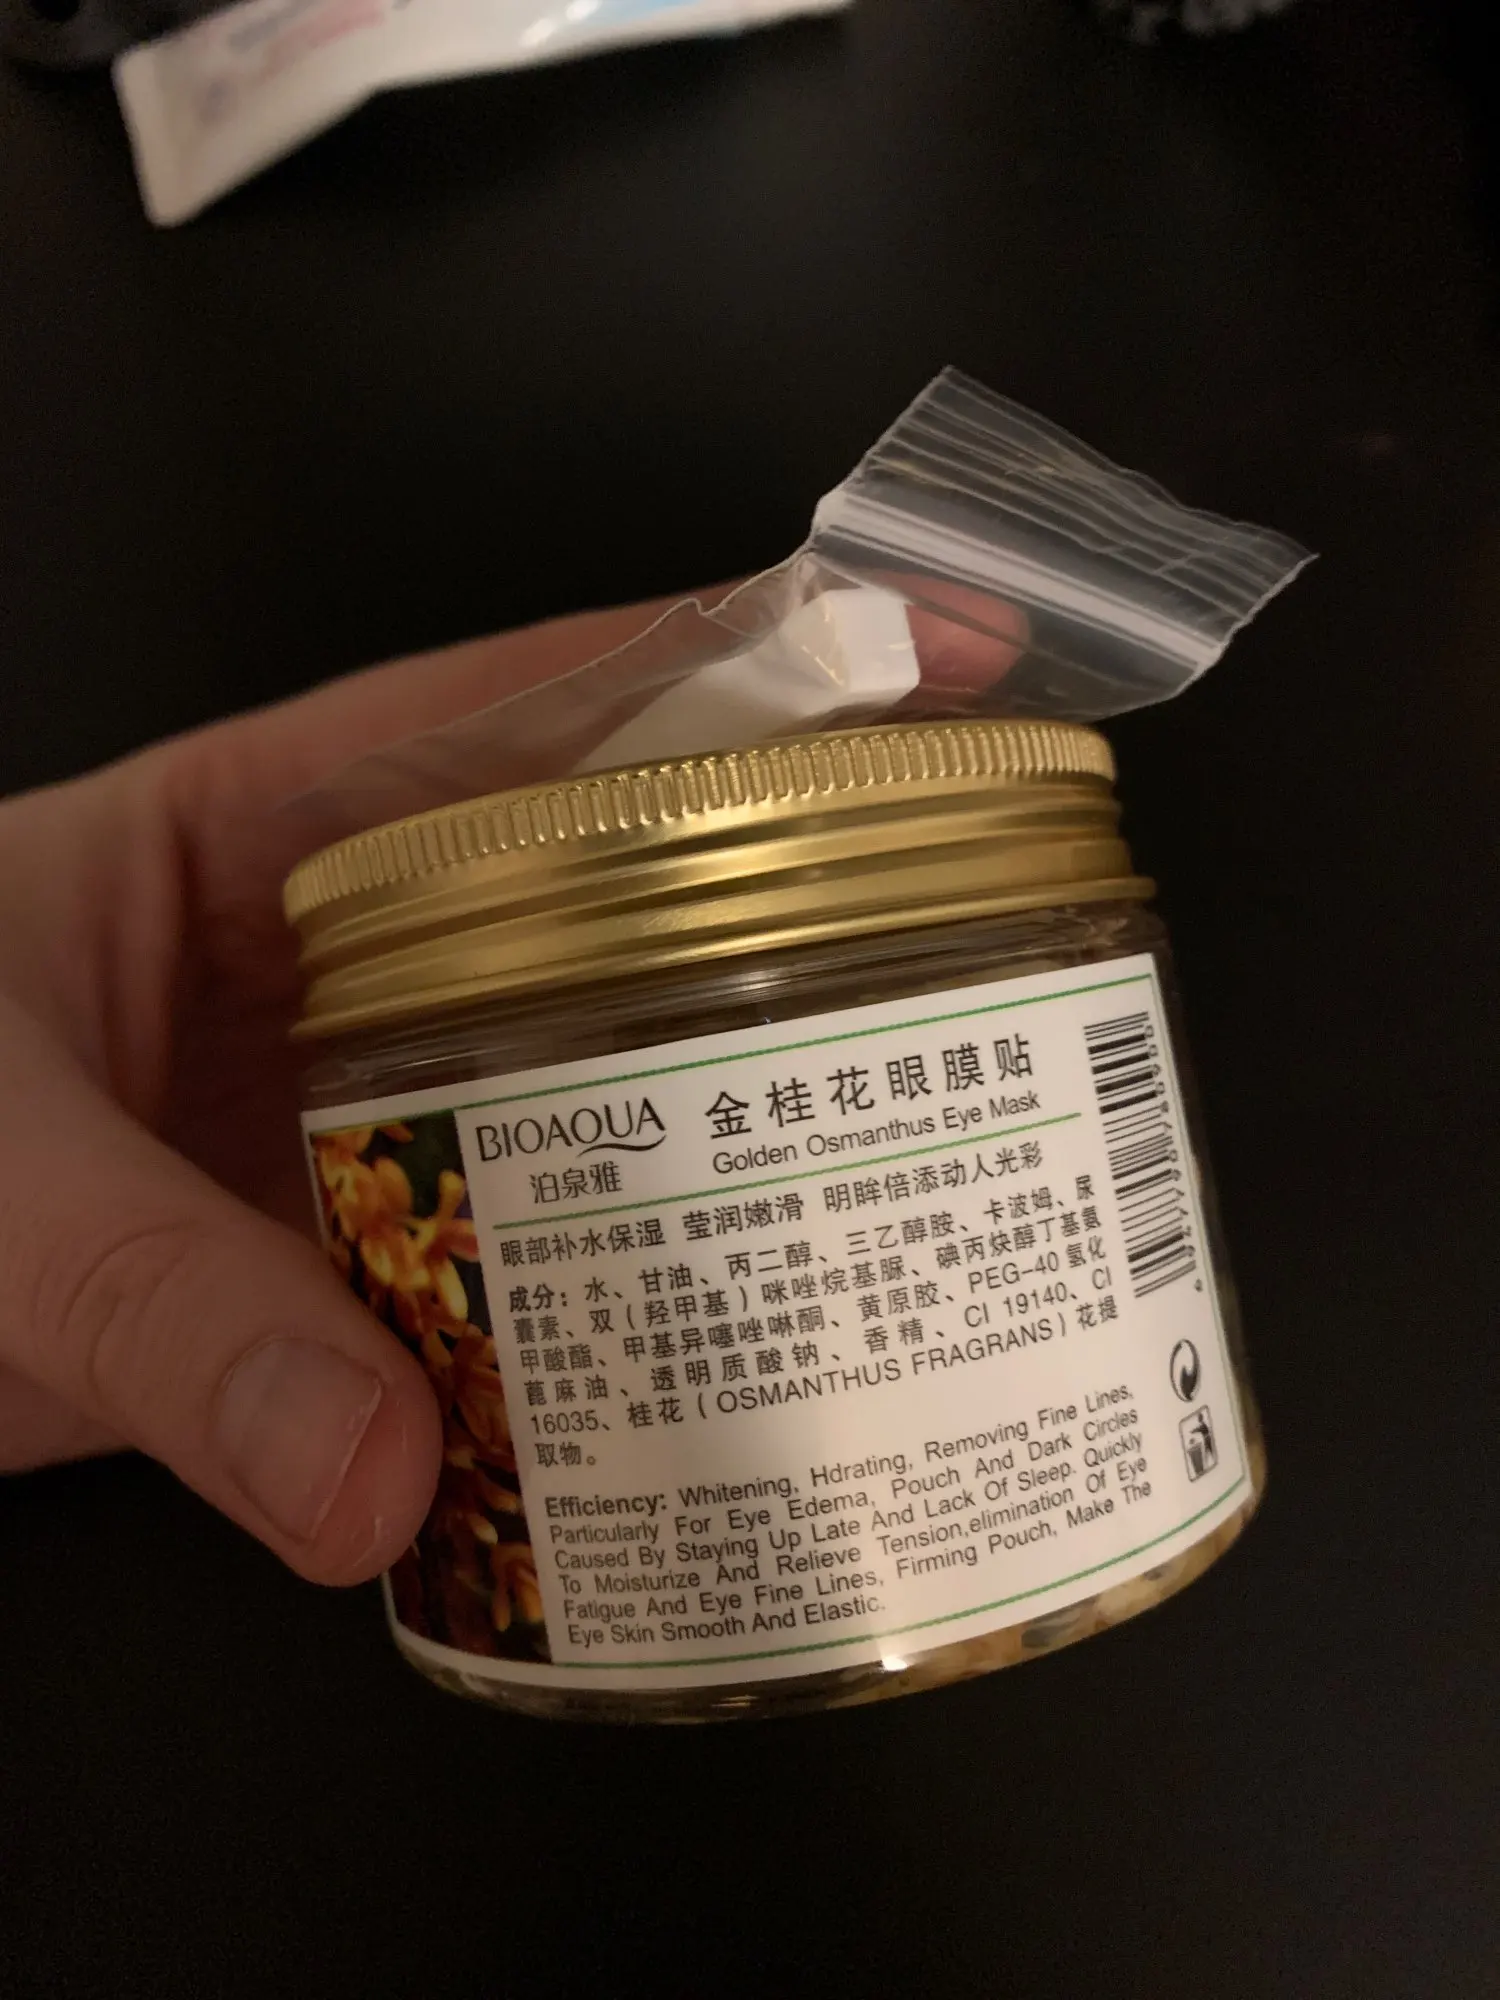 BIOAQUA
泊泉雅
金桂花眼膜贴
Golden Osmanthus Eye Mask
眼部补水保湿 莹润嫩滑 明眸倍添动人光彩
成分：水、甘油、丙二醇、三乙醇胺、卡波姆、尿
囊素、双（羟甲基）咪唑烷基脲、碘丙炔醇丁基氨
甲酸酯、甲基异噻唑啉酮、黄原胶、PEG-40 氢化
蓖麻油、透明质酸钠、香精、CI 19140、CI
16035、桂花（OSMANTHUS FRAGRANS）花提
取物。
Efficiency: Whitening, Hdrating, Removing Fine Lines,
Particularly For Eye Edema, Pouch And Dark Circles
Caused By Staying Up Late And Lack Of Sleep. Quickly
To Moisturize And Relieve Tension,elimination Of Eye
Fatigue And Eye Fine Lines, Firming Pouch, Make The
Eye Skin Smooth And Elastic.